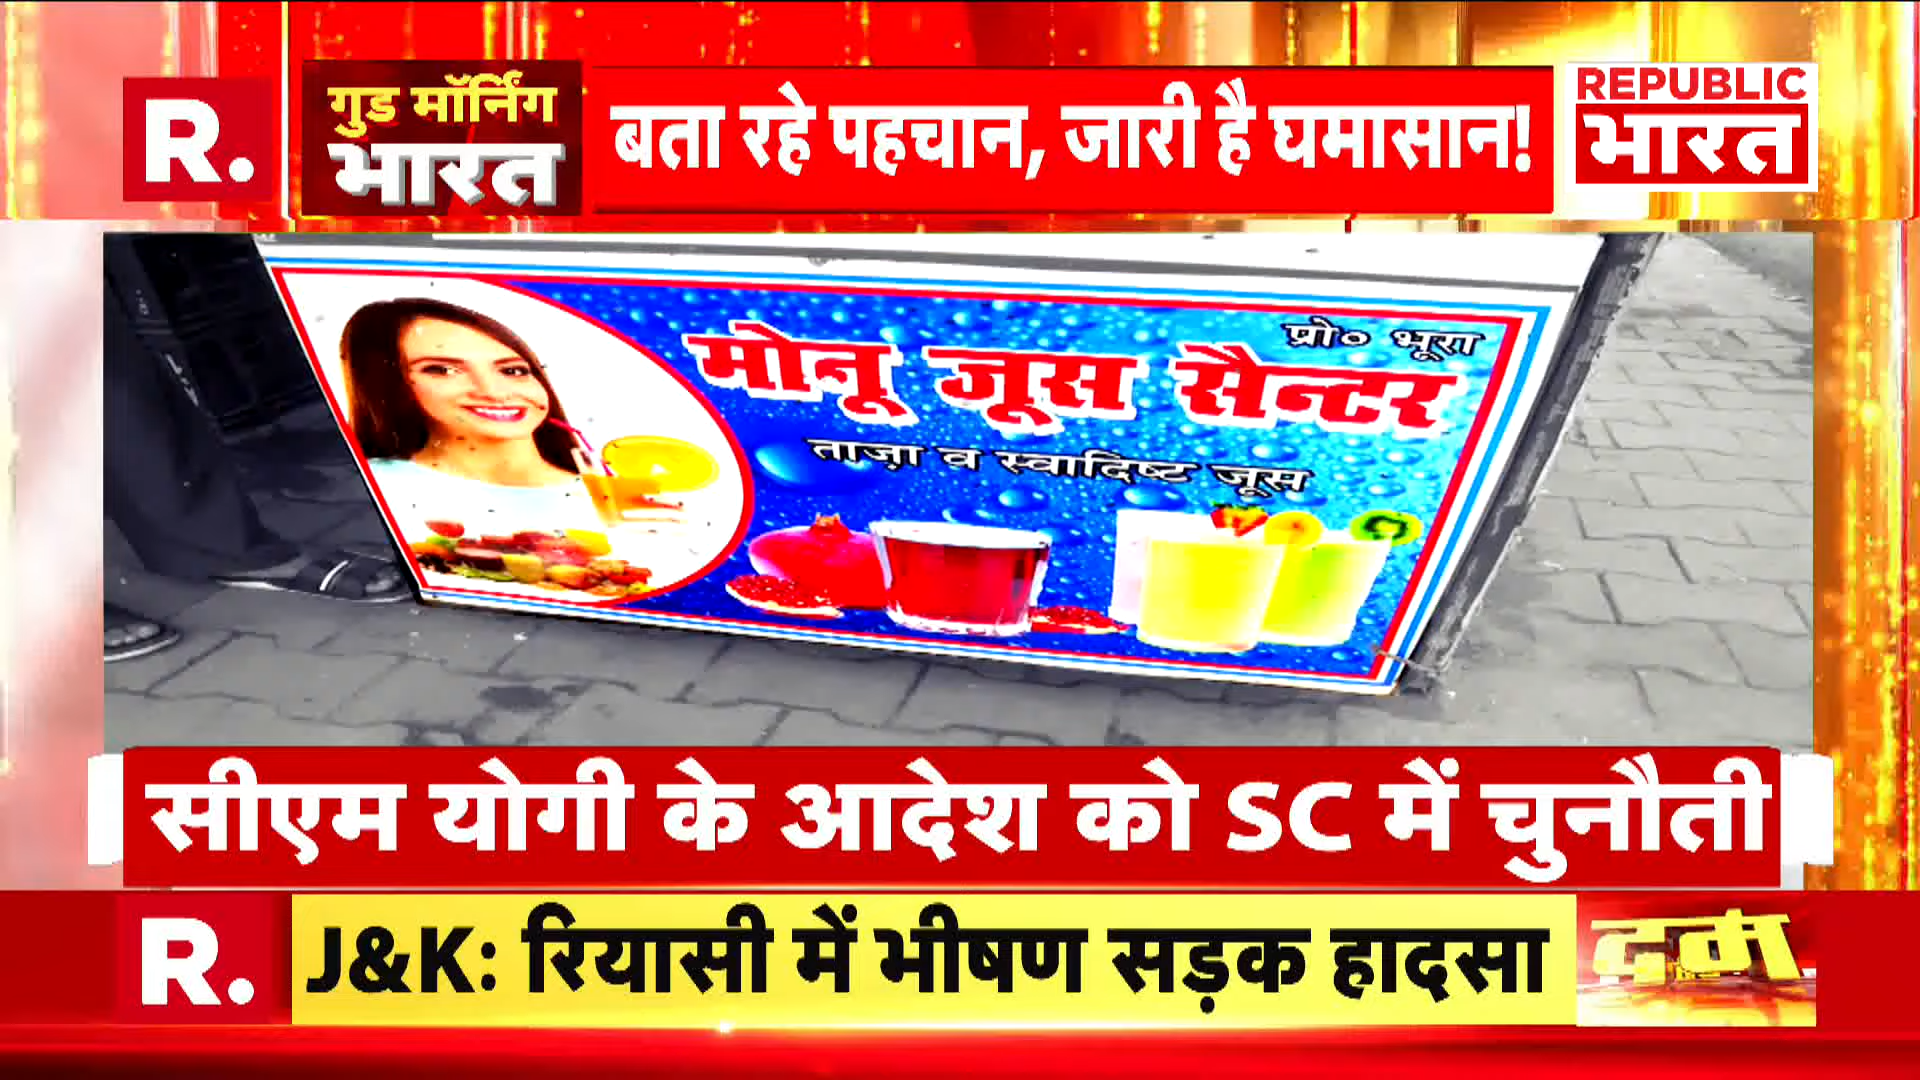 R.
गुड मॉर्निंग
भारत
बता रहे पहचान, जारी है घमासान!
REPUBLIC
भारत
प्रो० भूरा
मोनू जूस सैन्टर
ताज़ा व स्वादिष्ट जूस
सीएम योगी के आदेश को SC में चुनौती
R.
J&K: रियासी में भीषण सड़क हादसा